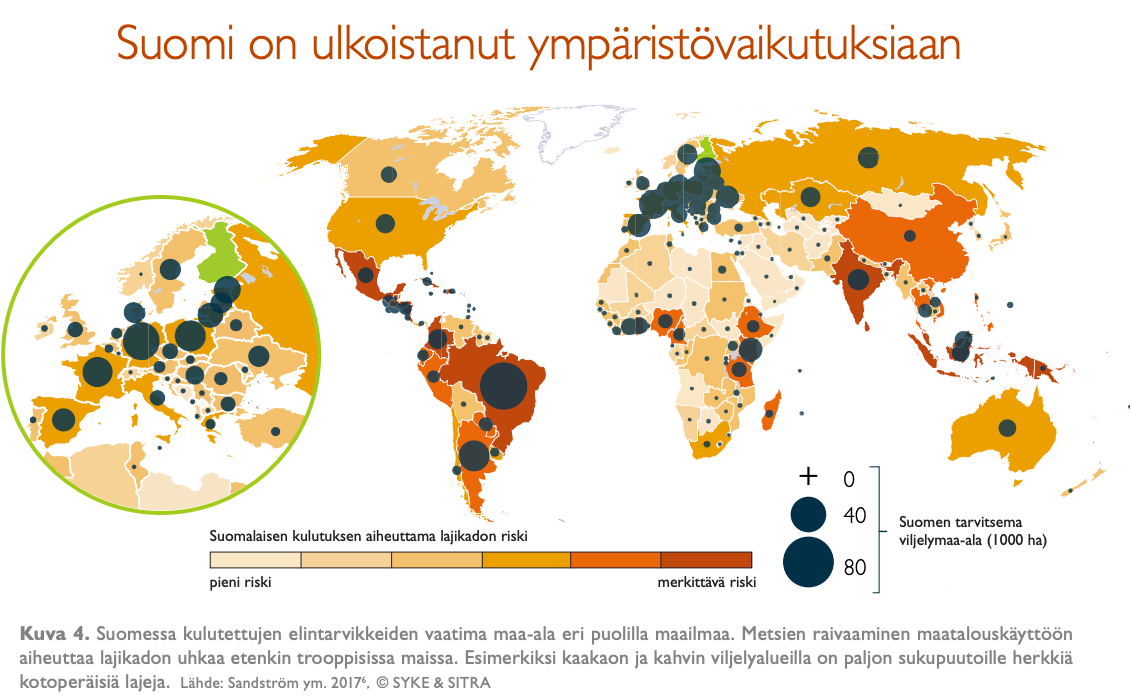 Suomi on ulkoistanut ympäristövaikutuksiaan
+ 0
40
80
Suomen tarvitsema
viljelymaa-ala (1000 ha)
Suomalaisen kulutuksen aiheuttama lajikadon riski
pieni riski
merkittävä riski
Kuva 4. Suomessa kulutettujen elintarvikkeiden vaatima maa-ala eri puolilla maailmaa. Metsien raivaaminen maatalouskäyttöön
aiheuttaa lajikadon uhkaa etenkin trooppisissa maissa. Esimerkiksi kaakaon ja kahvin viljelyalueilla on paljon sukupuutoille herkkiä
kotoperäisiä lajeja. Lähde: Sandström ym. 2017⁶, © SYKE & SITRA